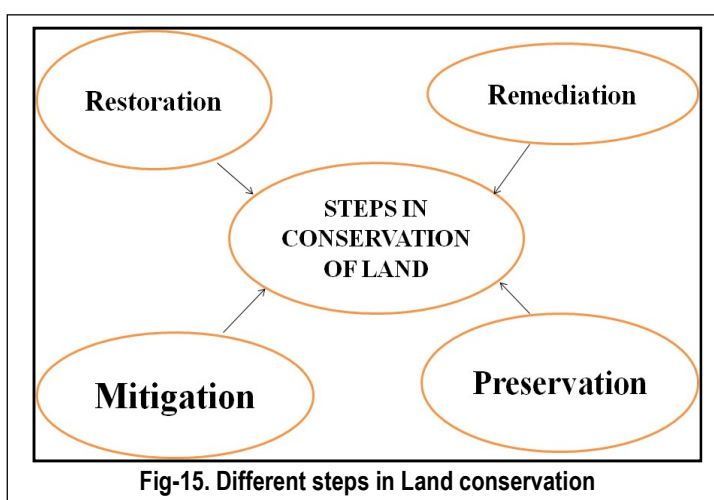 Restoration
Remediation
STEPS IN
CONSERVATION
OF LAND
Mitigation
Preservation
Fig-15. Different steps in Land conservation